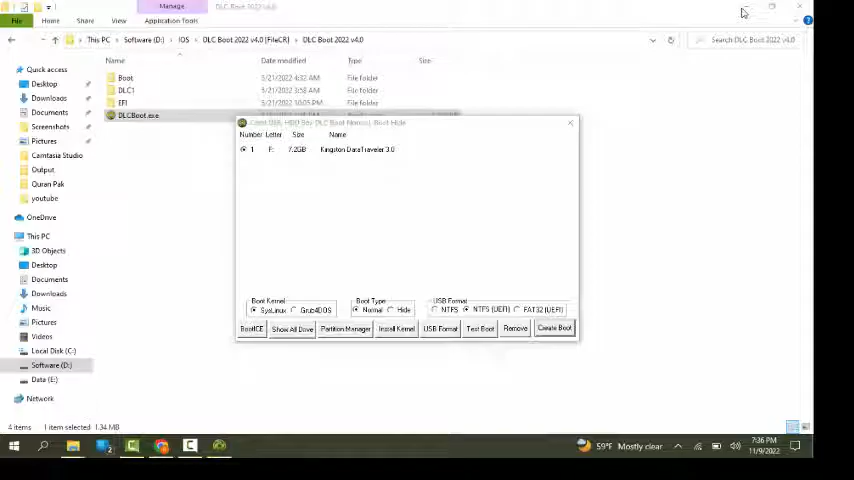 Manage
DLC Boot 2022 v4.0
File
Home
Share
View
Application Tools
This PC
Software (D:)
DLC Boot 2022 v4.0 [FileCR]
DLC Boot 2022 v4.0
Search DLC Boot 2022 v4.0
Name
Date modified
Type
Size
Quick access
Desktop
Downloads
Documents
Screenshots
Pictures
Camtasia Studio
Output
Quran Pak
youtube
OneDrive
This PC
3D Objects
Desktop
Documents
Downloads
Music
Pictures
Videos
Local Disk (C:)
Software (D:)
Data (E:)
Network
Boot
5/21/2022 4:32 AM
File folder
DLC1
5/21/2022 3:58 AM
File folder
EFI
5/21/2022 10:05 PM
File folder
DLCBoot.exe
Number Letter Size Name
1 F: 7.2GB Kingston DataTraveler 3.0
Boot Kernel
SysLinux Grub4DOS
Boot Type
Normal Hide
USB Format
NTFS NTFS (UEFI) FAT32 (UEFI)
BootICE
Show All Drive
Partition Manager
Install Kernel
USB Format
Test Boot
Remove
Create Boot
4 items 1 item selected 1.34 MB
59°F Mostly clear
7:36 PM
11/9/2022